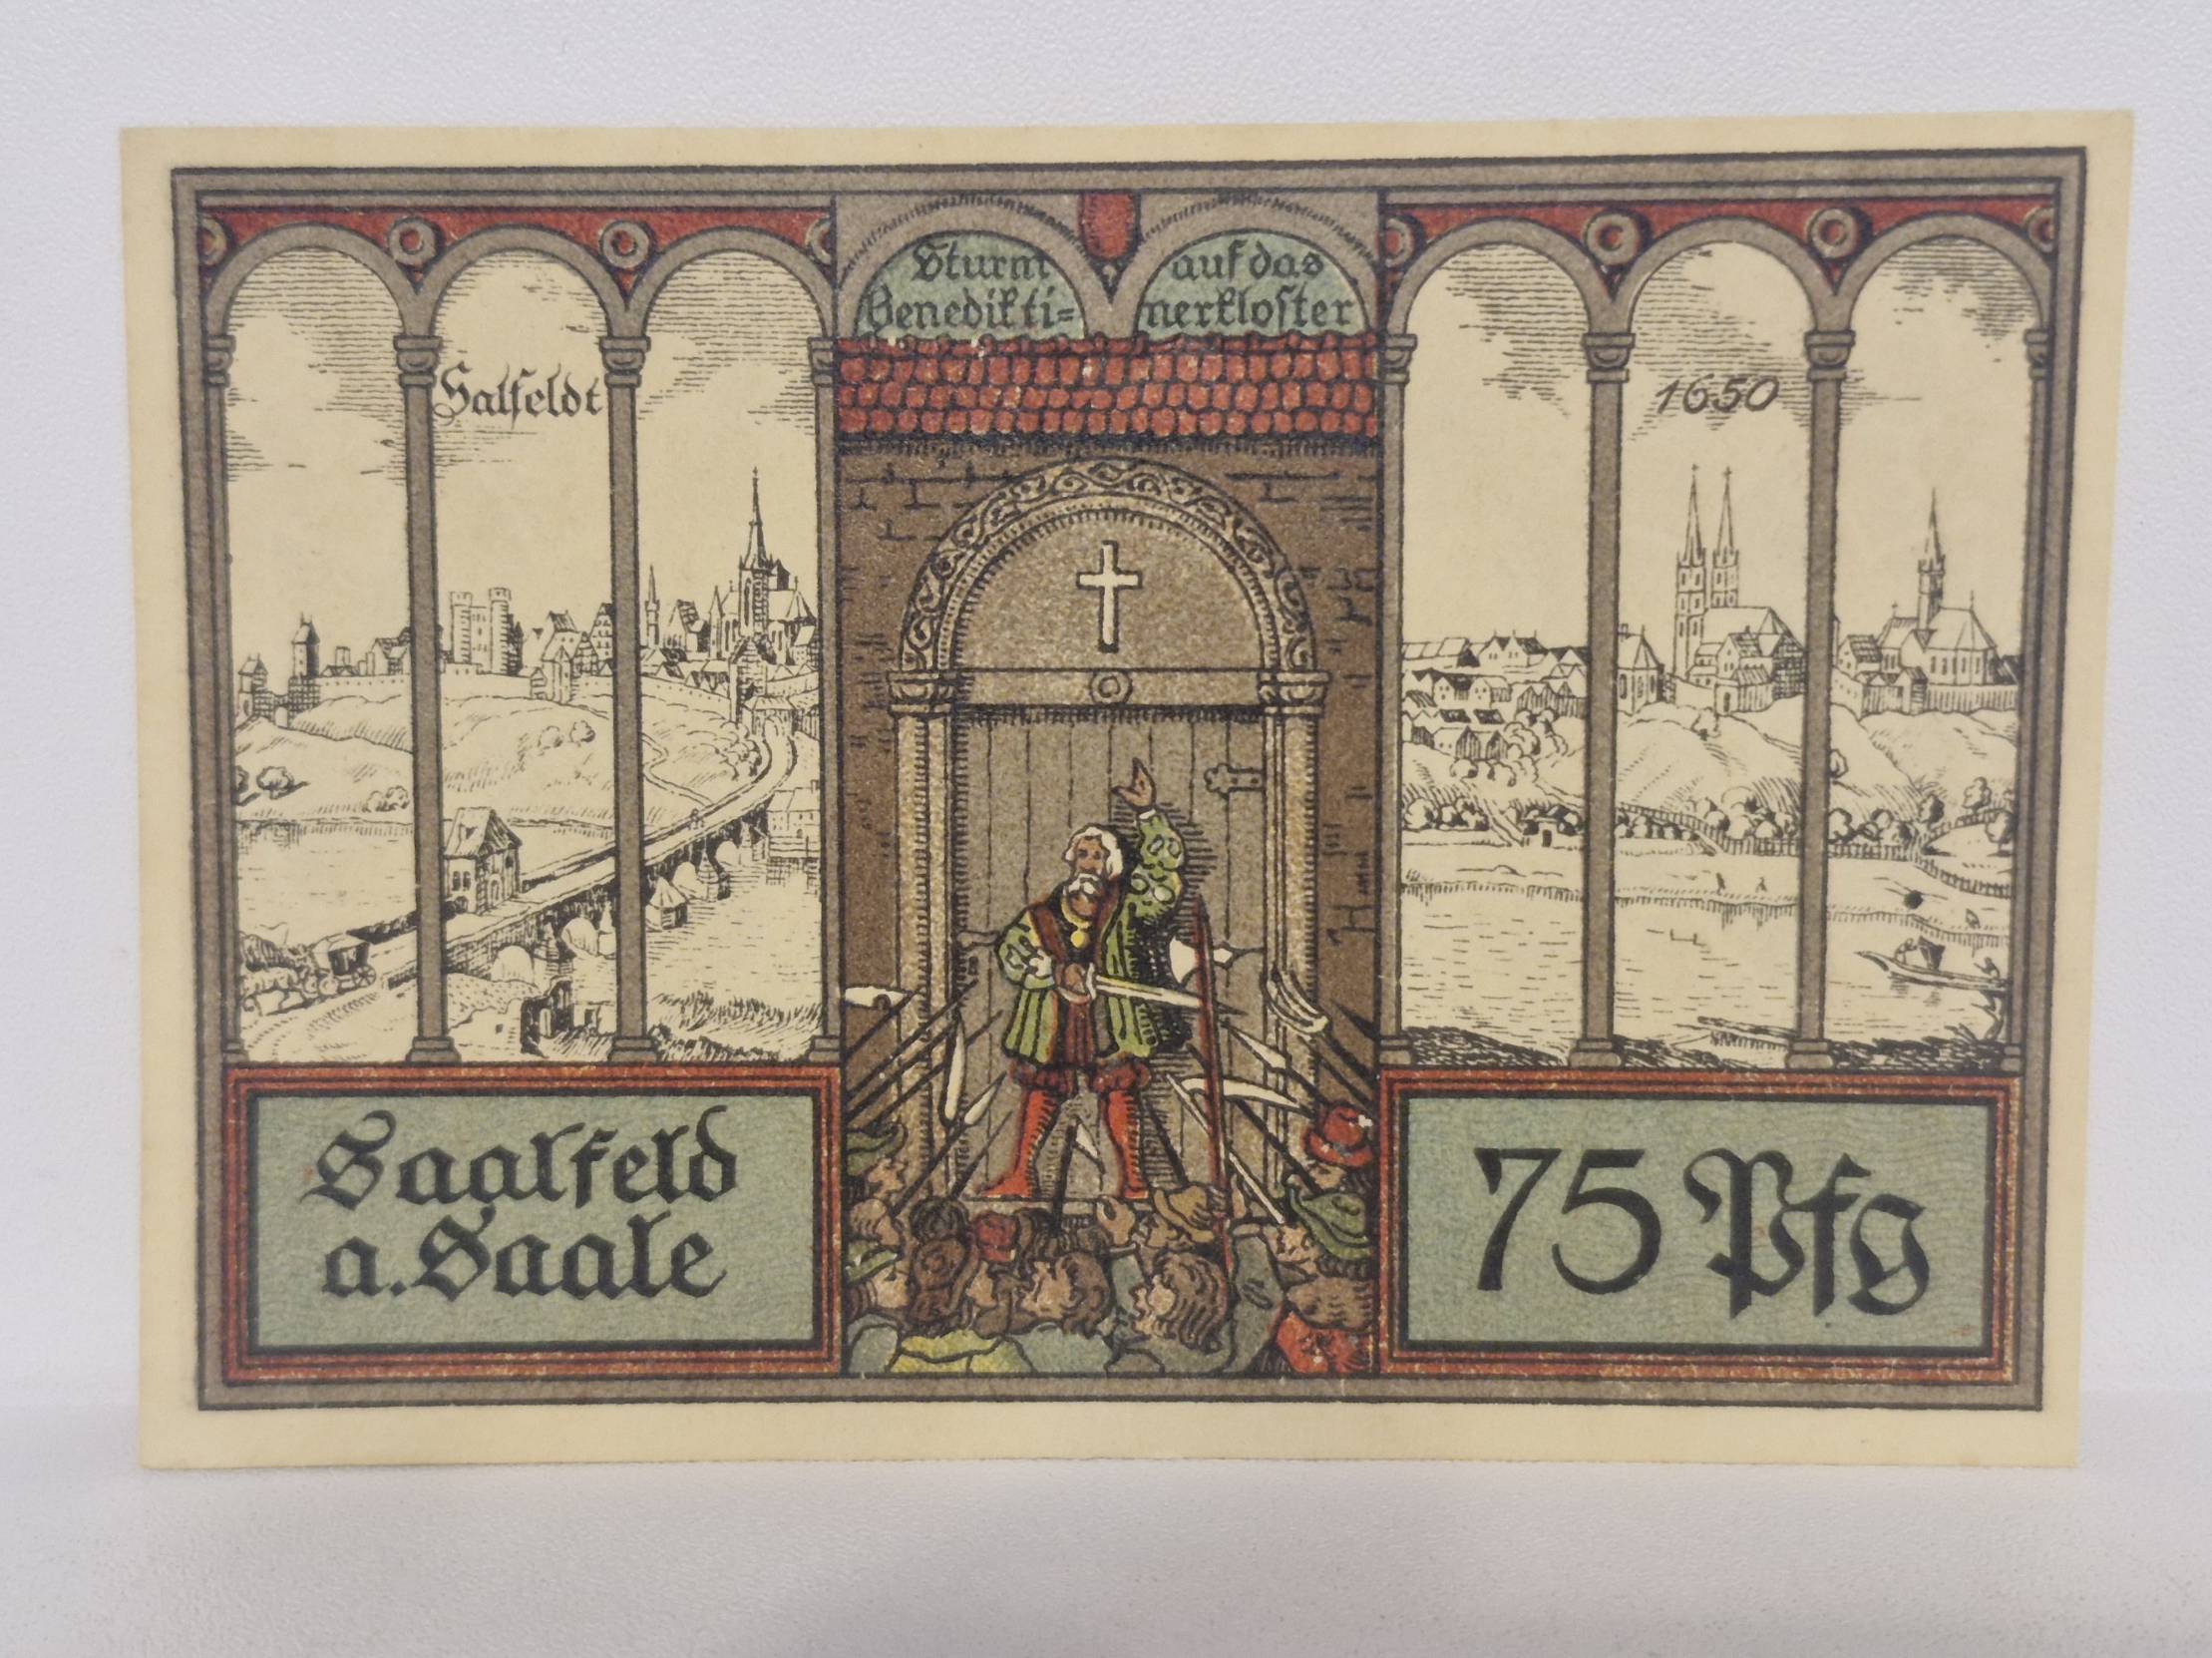 Sturm auf das
Benedikti= nerkloster
Salfeldt
1650
Saalfeld
a. Saale
75 Pfg